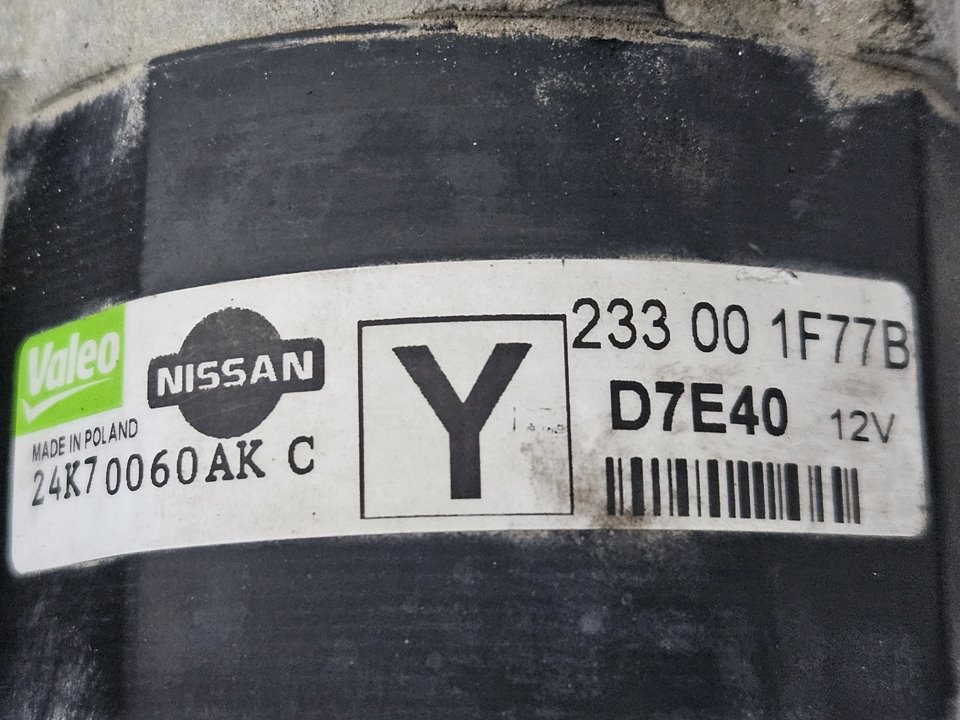 Valeo
MADE IN POLAND
24K70060AK C
NISSAN
Y
233 00 1F77B
D7E40 12V